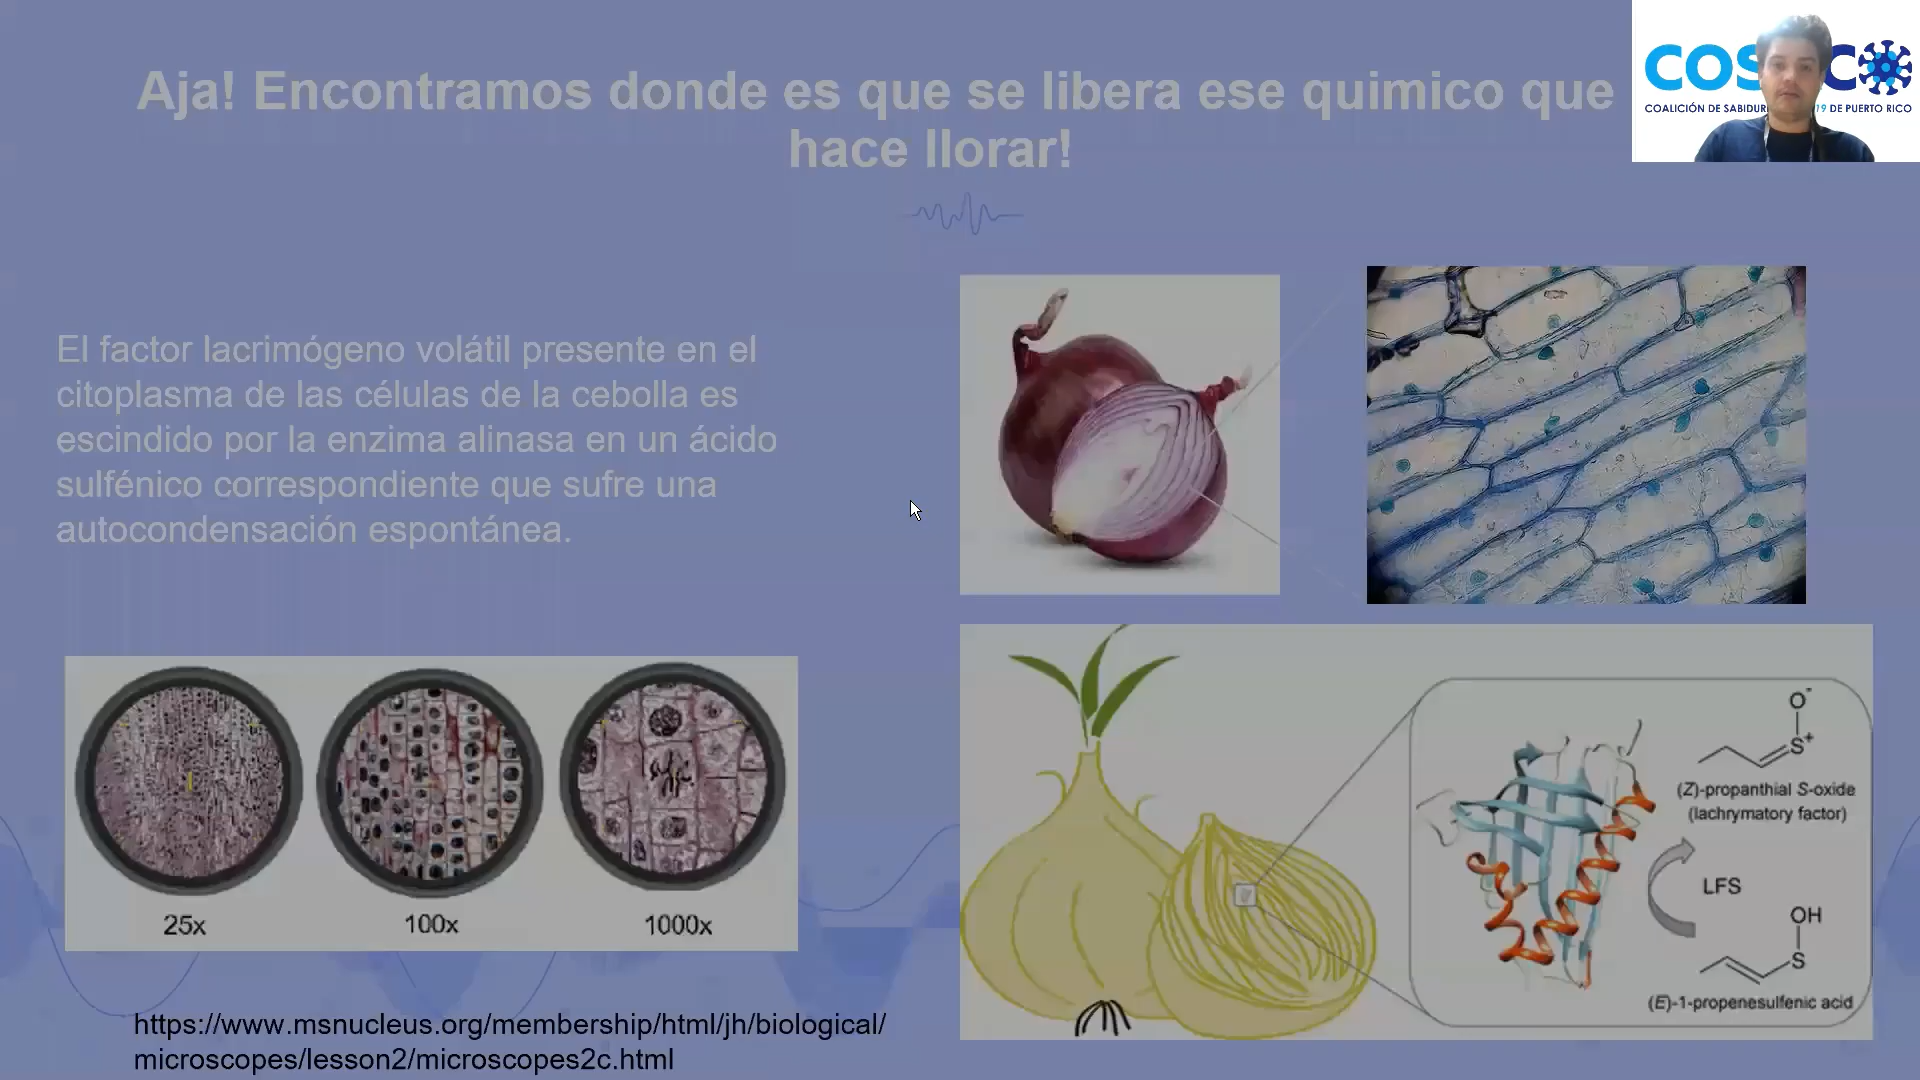 Aja! Encontramos donde es que se libera ese quimico que
hace llorar!
COALICIÓN DE SABIDUR 19 DE PUERTO RICO
El factor lacrimógeno volátil presente en el
citoplasma de las células de la cebolla es
escindido por la enzima alinasa en un ácido
sulfénico correspondiente que sufre una
autocondensación espontánea.
25x
100x
1000x
https://www.msnucleus.org/membership/html/jh/biological/
microscopes/lesson2/microscopes2c.html
O-
S+
(Z)-propanthial S-oxide
(lachrymatory factor)
LFS
OH
S
(E)-1-propenesulfenic acid